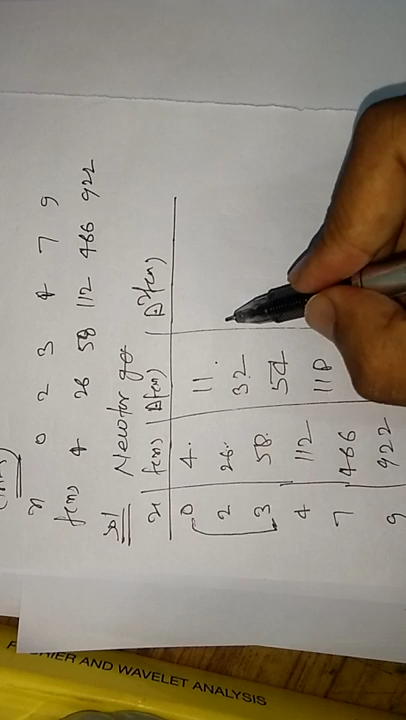 x 0 2 3 4 7 9
f(x) 4 26 58 112 466 922
Sol Newton
x f(x) Δf(x) Δ²f(x)
0 4 11
2 26 32
3 58 54
4 112 118
7 466
9 922
FOURIER AND WAVELET ANALYSIS